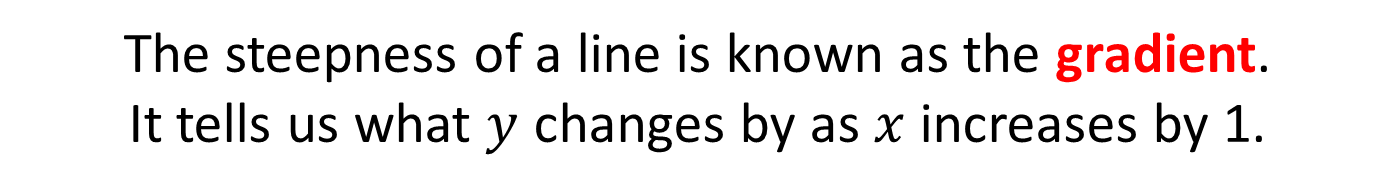 The steepness of a line is known as the gradient.
It tells us what y changes by as x increases by 1.